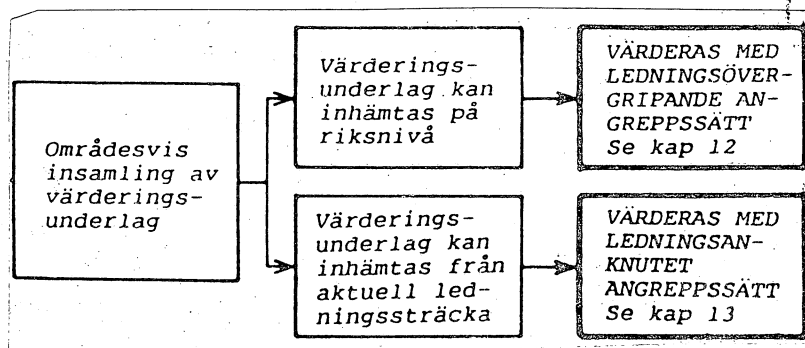 Områdesvis
insamling av
värderings-
underlag
Värderings-
underlag kan
inhämtas på
riksnivå
VÄRDERAS MED
LEDNINGSÖVER-
GRIPANDE AN-
GREPPSSÄTT
Se kap 12
Värderings-
underlag kan
inhämtas från
aktuell led-
ningssträcka
VÄRDERAS MED
LEDNINGSAN-
KNUTET
ANGREPPSSÄTT
Se kap 13